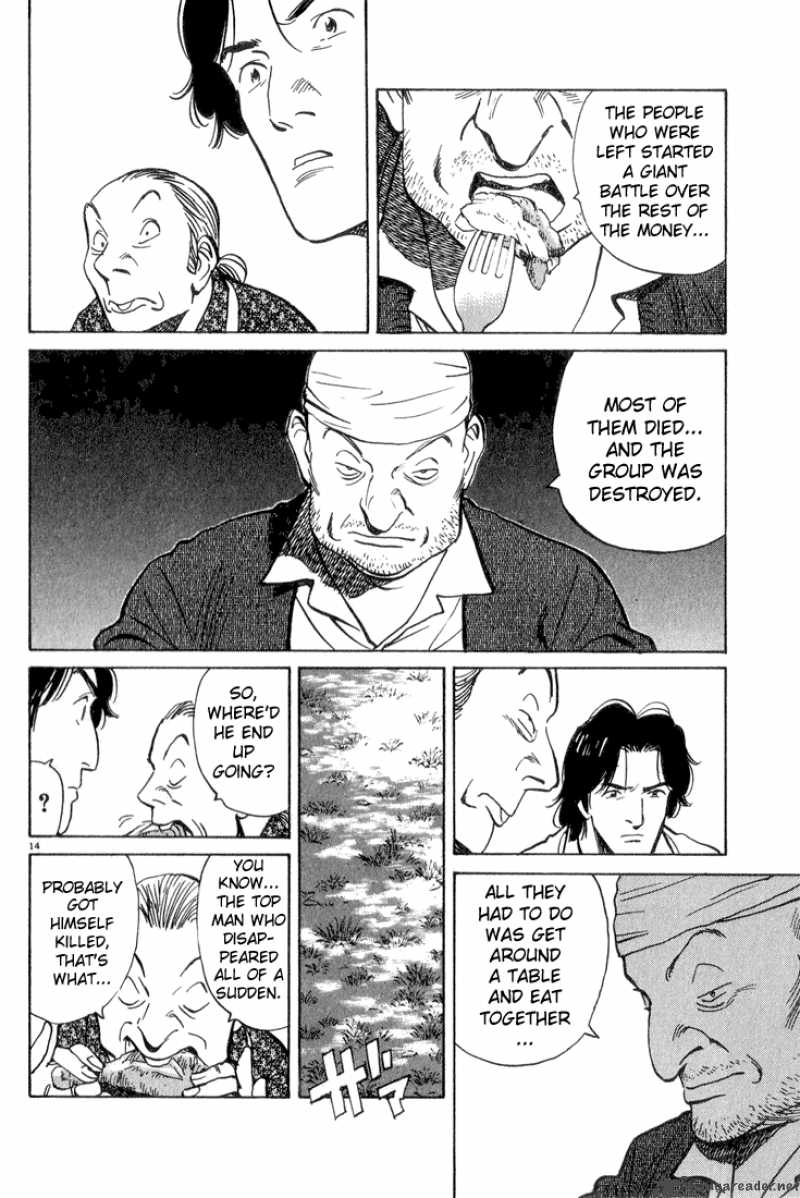 THE PEOPLE
WHO WERE
LEFT STARTED
A GIANT
BATTLE OVER
THE REST OF
THE MONEY...
MOST OF
THEM DIED...
AND THE
GROUP WAS
DESTROYED.
ALL THEY
HAD TO DO
WAS GET
AROUND
A TABLE
AND EAT
TOGETHER
...
ザァ
SO,
WHERE'D
HE END
UP
GOING?
?
14
YOU
KNOW...
THE TOP
MAN WHO
DISAP-
PEARED
ALL OF A
SUDDEN.
PROBABLY
GOT
HIMSELF
KILLED,
THAT'S
WHAT...